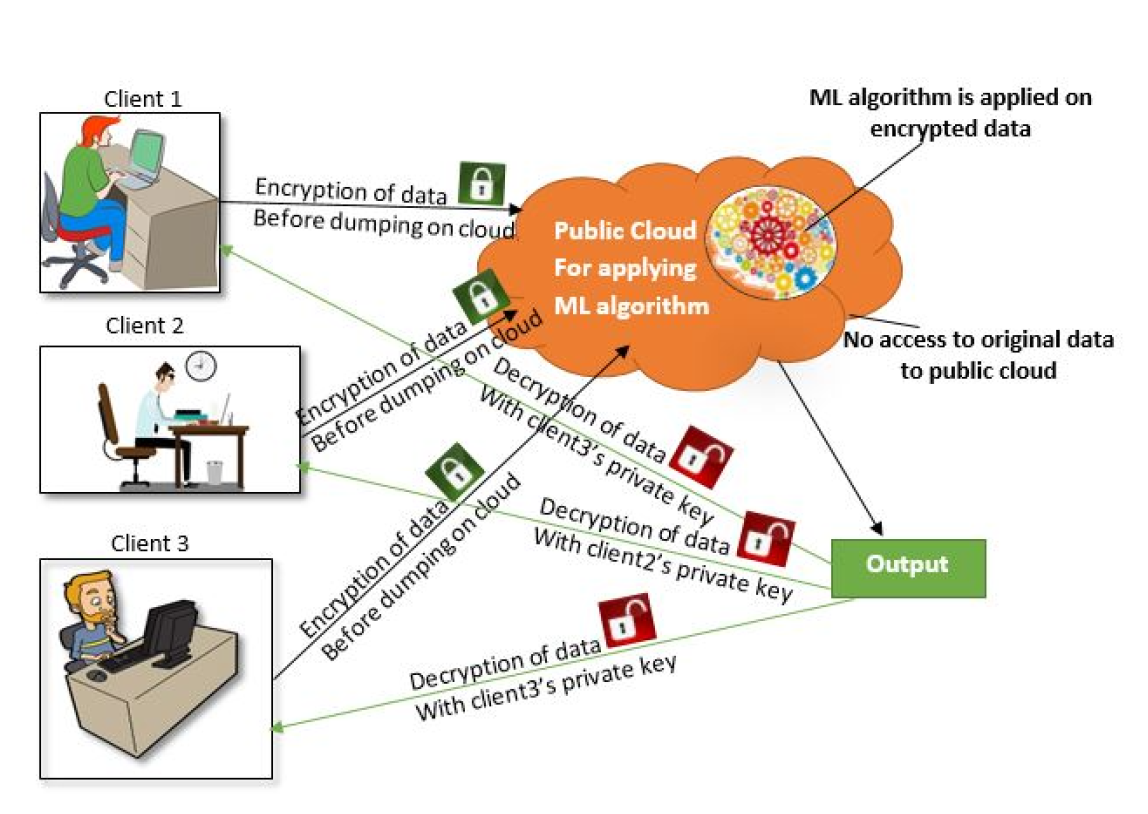 Client 1
ML algorithm is applied on
encrypted data
Encryption of data
Before dumping on cloud
Public Cloud
For applying
ML algorithm
Client 2
Encryption of data
Before dumping on cloud
No access to original data
to public cloud
Decryption of data
With client3's private key
Client 3
Encryption of data
Before dumping on cloud
Decryption of data
With client2's private key
Output
Decryption of data
With client3's private key